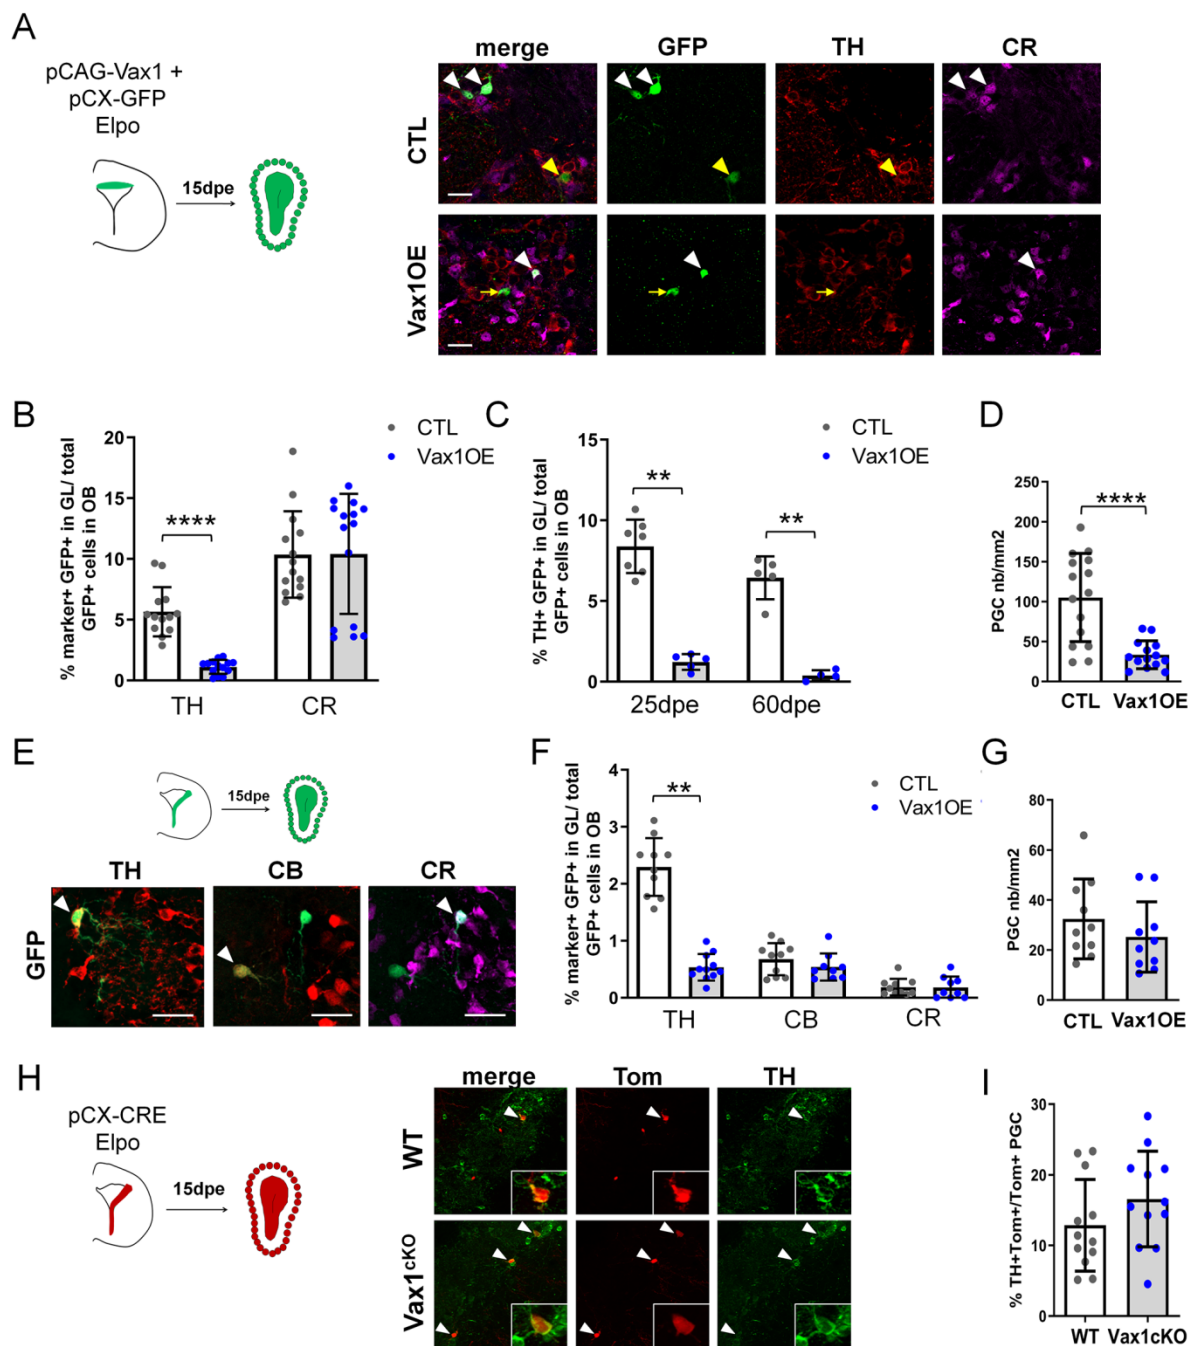 A
pCAG-Vax1 +
pCX-GFP
Elpo
15dpe
merge GFP TH CR
CTL
Vax1OE
B
% marker+ GFP+ in GL/ total
GFP+ cells in OB
20
15
10
5
0
****
CTL
Vax1OE
TH CR
C
% TH+ GFP+ in GL/ total
GFP+ cells in OB
15
10
5
0
**
**
CTL
Vax1OE
25dpe 60dpe
D
PGC nb/mm2
250
200
150
100
50
0
****
CTL Vax1OE
E
15dpe
TH CB CR
GFP
F
% marker+ GFP+ in GL/ total
GFP+ cells in OB
4
3
2
1
0
**
CTL
Vax1OE
TH CB CR
G
PGC nb/mm2
80
60
40
20
0
CTL Vax1OE
H
pCX-CRE
Elpo
15dpe
merge Tom TH
WT
Vax1cKO
I
% TH+Tom+/Tom+ PGC
30
20
10
0
WT Vax1cKO